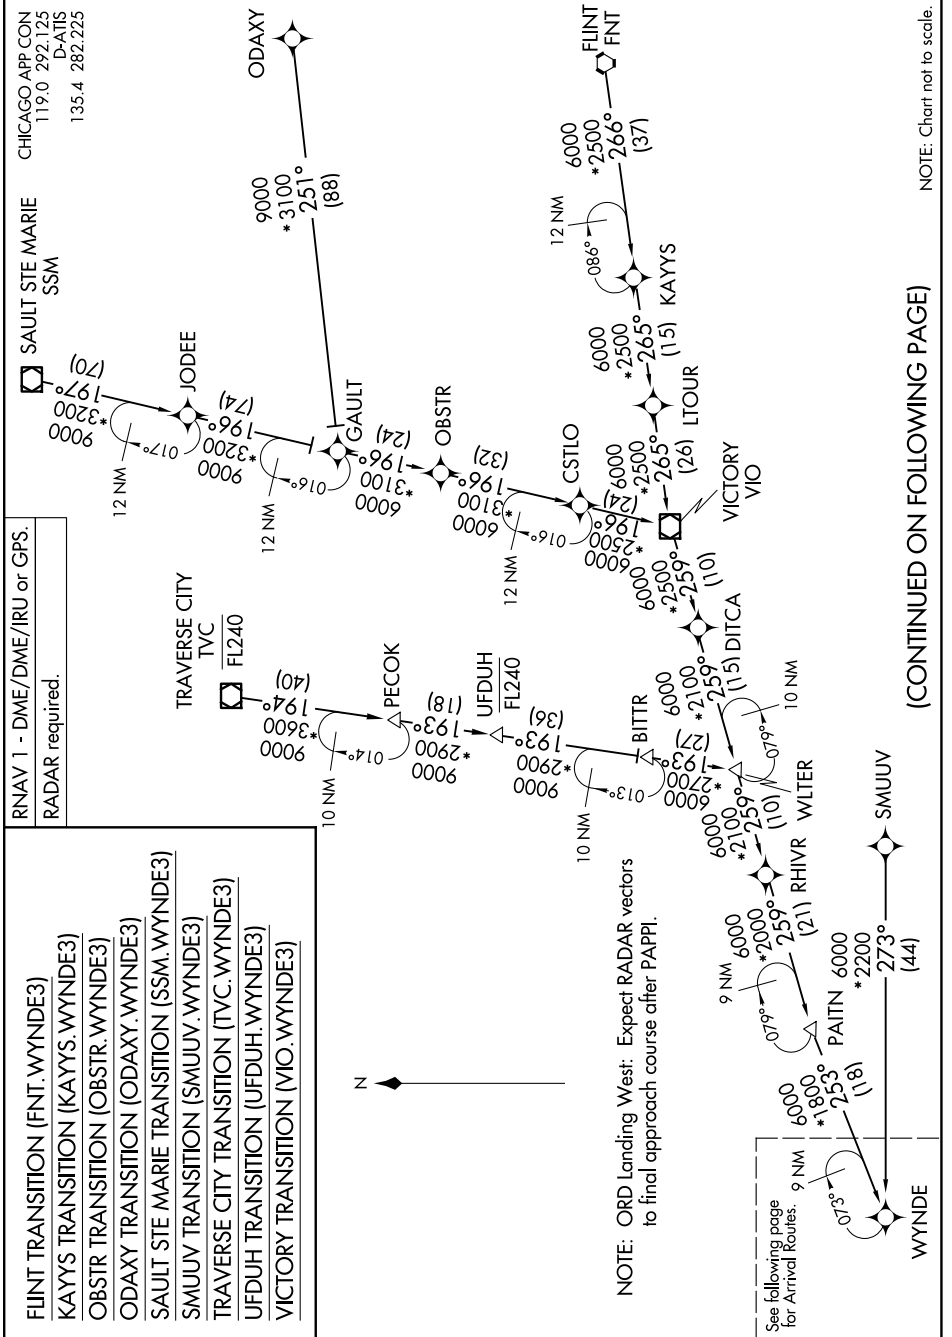 FLINT TRANSITION (FNT.WYNDE3)
KAYYS TRANSITION (KAYYS.WYNDE3)
OBSTR TRANSITION (OBSTR.WYNDE3)
ODAXY TRANSITION (ODAXY.WYNDE3)
SAULT STE MARIE TRANSITION (SSM.WYNDE3)
SMUUV TRANSITION (SMUUV.WYNDE3)
TRAVERSE CITY TRANSITION (TVC.WYNDE3)
UFDUH TRANSITION (UFDUH.WYNDE3)
VICTORY TRANSITION (VIO.WYNDE3)
RNAV 1 - DME/DME/IRU or GPS.
RADAR required.
CHICAGO APP CON
119.0 292.125
D-ATIS
135.4 282.225
SAULT STE MARIE
SSM
9000
*3200
197°
(70)
12 NM
017°
JODEE
9000
*3200
196°
(74)
12 NM
016°
GAULT
ODAXY
9000
*3100
251°
(88)
6000
*3100
196°
(24)
OBSTR
6000
*3100
196°
(32)
12 NM
016°
CSTLO
6000
*2500
196°
(24)
FLINT
FNT
6000
*2500
266°
(37)
12 NM
086°
KAYYS
6000
*2500
265°
(15)
LTOUR
6000
*2500
265°
(26)
VICTORY
VIO
6000
*2500
259°
(10)
DITCA
6000
*2100
259°
(15)
10 NM
079°
WLTER
TRAVERSE CITY
TVC
FL240
9000
*3600
194°
(40)
10 NM
014°
PECOK
9000
*2900
193°
(18)
UFDUH
FL240
9000
*2900
193°
(36)
10 NM
013°
BITTR
6000
*2700
193°
(27)
6000
*2100
259°
(10)
RHIVR
6000
*2000
259°
(21)
9 NM
079°
PAITN
6000
*1800
253°
(18)
9 NM
073°
WYNDE
SMUUV
6000
*2200
273°
(44)
N
NOTE: ORD Landing West: Expect RADAR vectors
to final approach course after PAPPI.
See following page
for Arrival Routes.
(CONTINUED ON FOLLOWING PAGE)
NOTE: Chart not to scale.